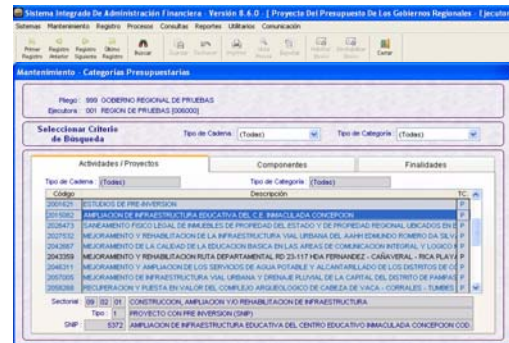 Sistema Integrado De Administración Financiera - Versión 8.6.0 - [ Proyecto Del Presupuesto De Los Gobiernos Regionales - [Ejecutor
Sistemas Mantenimiento Registro Procesos Consultas Reportes Utilitarios Comunicación
Primer Registro Registro Anterior Registro Siguiente Último Registro Buscar Cerrar
Mantenimiento - Categorías Presupuestarias
Pliego: 999 GOBIERNO REGIONAL DE PRUEBAS
Ejecutora: 001 REGION DE PRUEBAS [006000]
Seleccionar Criterio de Búsqueda Tipo de Cadena: (Todas) Tipo de Categoría: (Todas)
Actividades / Proyectos Componentes Finalidades
Tipo de Cadena: (Todas) Tipo de Categoría: (Todas)
Código Descripción TC.
2001621 ESTUDIOS DE PRE-INVERSION P
2015082 AMPLIACION DE INFRAESTRUCTURA EDUCATIVA DEL C.E. INMACULADA CONCEPCION P
2026473 SANEAMIENTO FISICO LEGAL DE INMUEBLES DE PROPIEDAD DEL ESTADO Y DE PROPIEDAD REGIONAL UBICADOS EN E P
2027532 MEJORAMIENTO Y REHABILITACION DE LA INFRAESTRUCTURA VIAL URBANA DEL AAHH EDMUNDO ROMERO DA SILV P
2042667 MEJORAMIENTO DE LA CALIDAD DE LA EDUCACION BASICA EN LAS AREAS DE COMUNICACION INTEGRAL Y LOGICO P
2043359 MEJORAMIENTO Y REHABILITACION RUTA DEPARTAMENTAL RD 23-117 HDA FERNANDEZ - CAÑAVERAL - RICA PLAYA P
2046311 MEJORAMIENTO Y AMPLIACION DE LOS SERVICIOS DE AGUA POTABLE Y ALCANTARILLADO DE LOS DISTRITOS DE P
2057005 MEJORAMIENTO DE INFRAESTRUCTURA VIAL URBANA Y DRENAJE PLUVIAL DE LA CAPITAL DEL DISTRITO DE PAMPAS P
RECUPERACION Y PUESTA EN VALOR DEL COMPLEJO ARQUEOLOGICO DE CABEZA DE VACA - CORRALES - TUMBES P
Sectorial: 09 02 01 CONSTRUCCION, AMPLIACION Y/O REHABILITACION DE INFRAESTRUCTURA
Tipo: 1 PROYECTO CON PRE INVERSION (SNIP)
SNIP: 5372 AMPLIACION DE INFRAESTRUCTURA EDUCATIVA DEL CENTRO EDUCATIVO INMACULADA CONCEPCION COD.